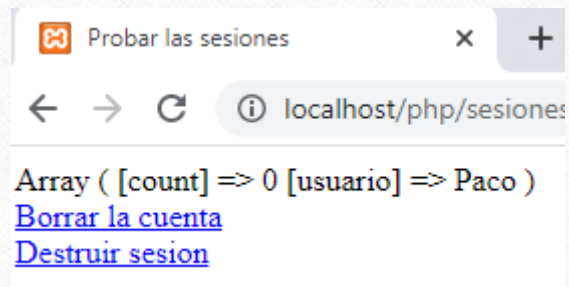 Probar las sesiones
localhost/php/sesiones
Array ( [count] => 0 [usuario] => Paco )
Borrar la cuenta
Destruir sesion